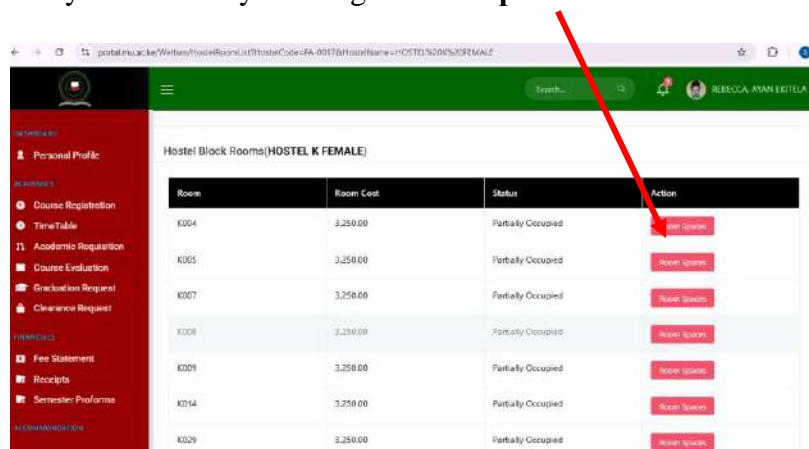 portal.mu.ac.ke/Welfare/HostelRoomsList?HostelCode=FA-0017&HostelName=HOSTEL%20K%20FEMALE
Search...
REBECCA, AYAN EKITELA
DASHBOARD
Personal Profile
Hostel Block Rooms(HOSTEL K FEMALE)
ACADEMICS
Course Registration
TimeTable
Academic Requisition
Course Evaluation
Graduation Request
Clearance Request
FINANCIALS
Fee Statement
Receipts
Semester Proforma
ACCOMMODATION
Room Room Cost Status Action
K004 3,250.00 Partially Occupied Room Spaces
K005 3,250.00 Partially Occupied Room Spaces
K007 3,250.00 Partially Occupied Room Spaces
K008 3,250.00 Partially Occupied Room Spaces
K009 3,250.00 Partially Occupied Room Spaces
K014 3,250.00 Partially Occupied Room Spaces
K029 3,250.00 Partially Occupied Room Spaces